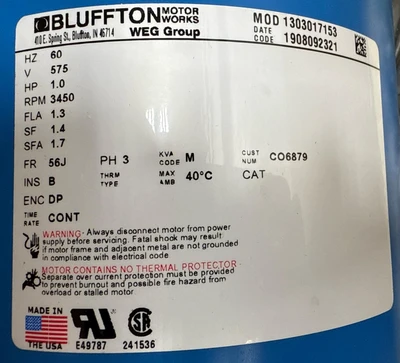 BLUFFTON MOTOR WORKS
410 E. Spring St., Bluffton, IN 46714 WEG Group
MOD 1303017153
DATE CODE 1908092321
HZ 60
V 575
HP 1.0
RPM 3450
FLA 1.3
SF 1.4
SFA 1.7
FR 56J PH 3 KVA CODE M CUST NUM CO6879
INS B THRM TYPE MAX AMB 40°C CAT
ENC DP
TIME RATE CONT
WARNING - Always disconnect motor from power
supply before servicing. Fatal shock may result
if motor frame and adjacent metal are not grounded
in compliance with electrical code
MOTOR CONTAINS NO THERMAL PROTECTOR -
Separate over current protection must be provided
to prevent burnout and possible fire hazard from
overload or stalled motor.
MADE IN
THE USA
E49787
SA
241536